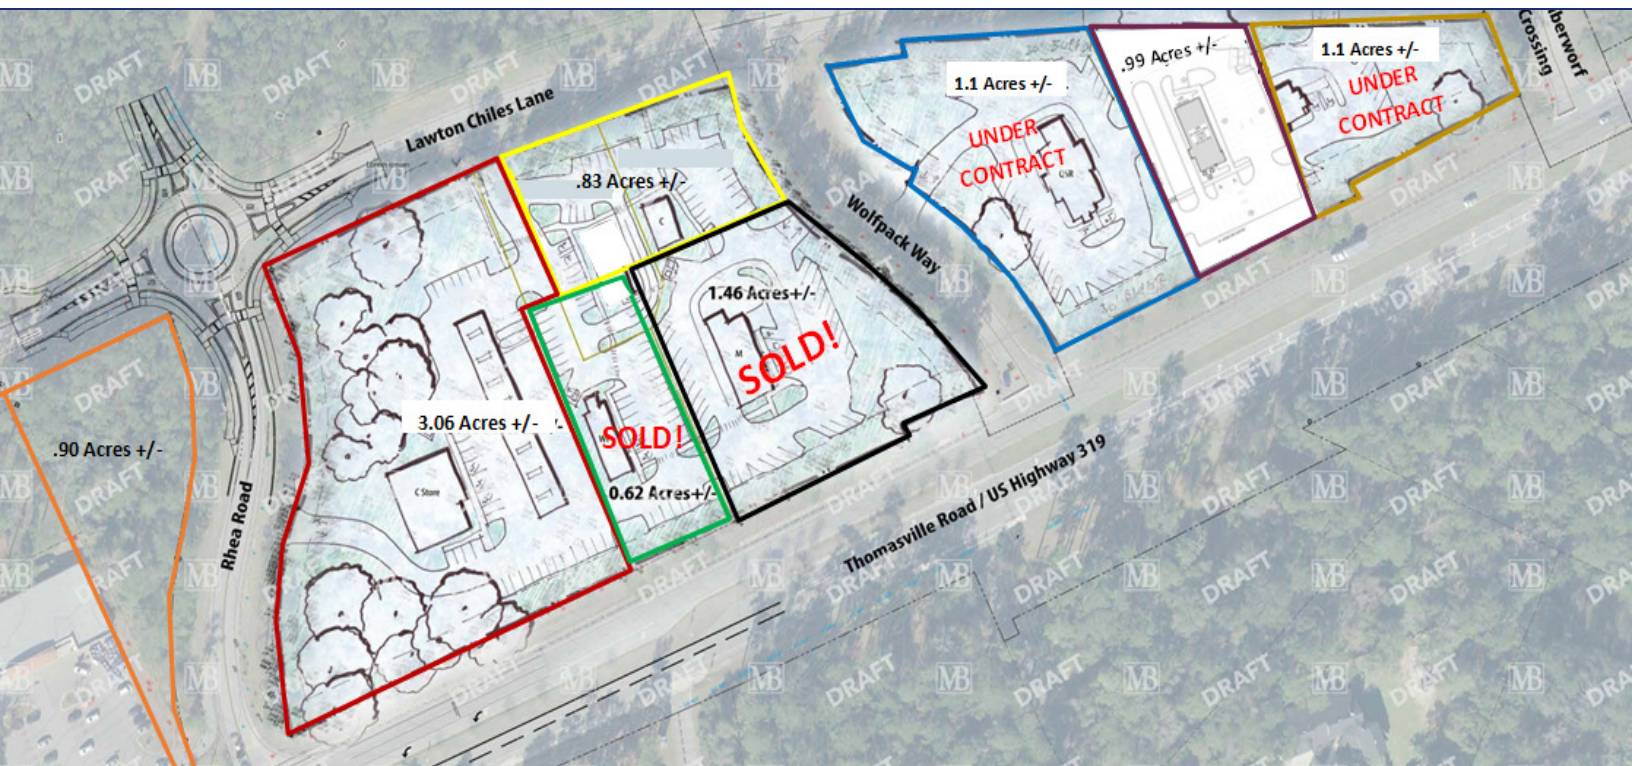 Crossing
Lawton Chiles Lane
1.1 Acres +/-
UNDER
CONTRACT
QSR
.99 Acres +/-
1.1 Acres +/-
UNDER
CONTRACT
.83 Acres +/-
C
Wolfpack Way
1.46 Acres+/-
M
SOLD!
3.06 Acres +/-
SOLD!
0.62 Acres+/-
C Store
.90 Acres +/-
Rhea Road
Thomasville Road / US Highway 319
MB
DRAFT